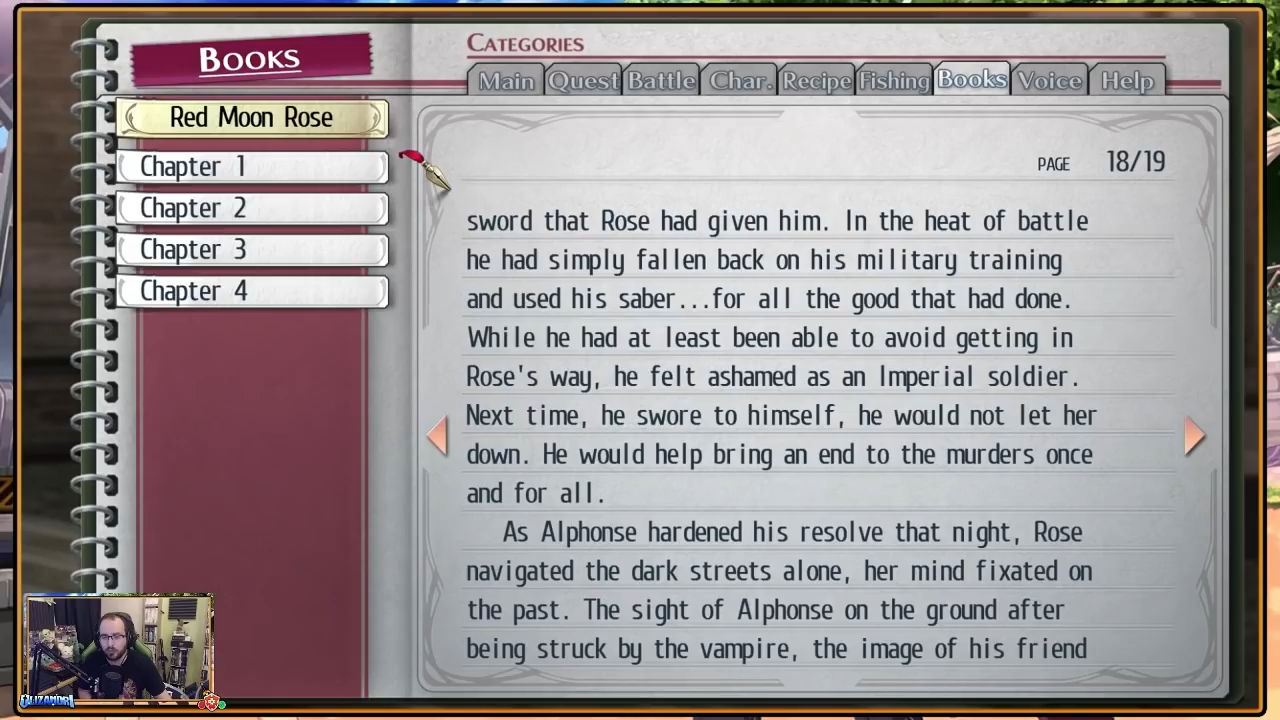 BOOKS
CATEGORIES
Main Quest Battle Char. Recipe Fishing Books Voice Help
Red Moon Rose
Chapter 1
Chapter 2
Chapter 3
Chapter 4
PAGE 18/19
sword that Rose had given him. In the heat of battle
he had simply fallen back on his military training
and used his saber...for all the good that had done.
While he had at least been able to avoid getting in
Rose's way, he felt ashamed as an Imperial soldier.
Next time, he swore to himself, he would not let her
down. He would help bring an end to the murders once
and for all.
As Alphonse hardened his resolve that night, Rose
navigated the dark streets alone, her mind fixated on
the past. The sight of Alphonse on the ground after
being struck by the vampire, the image of his friend